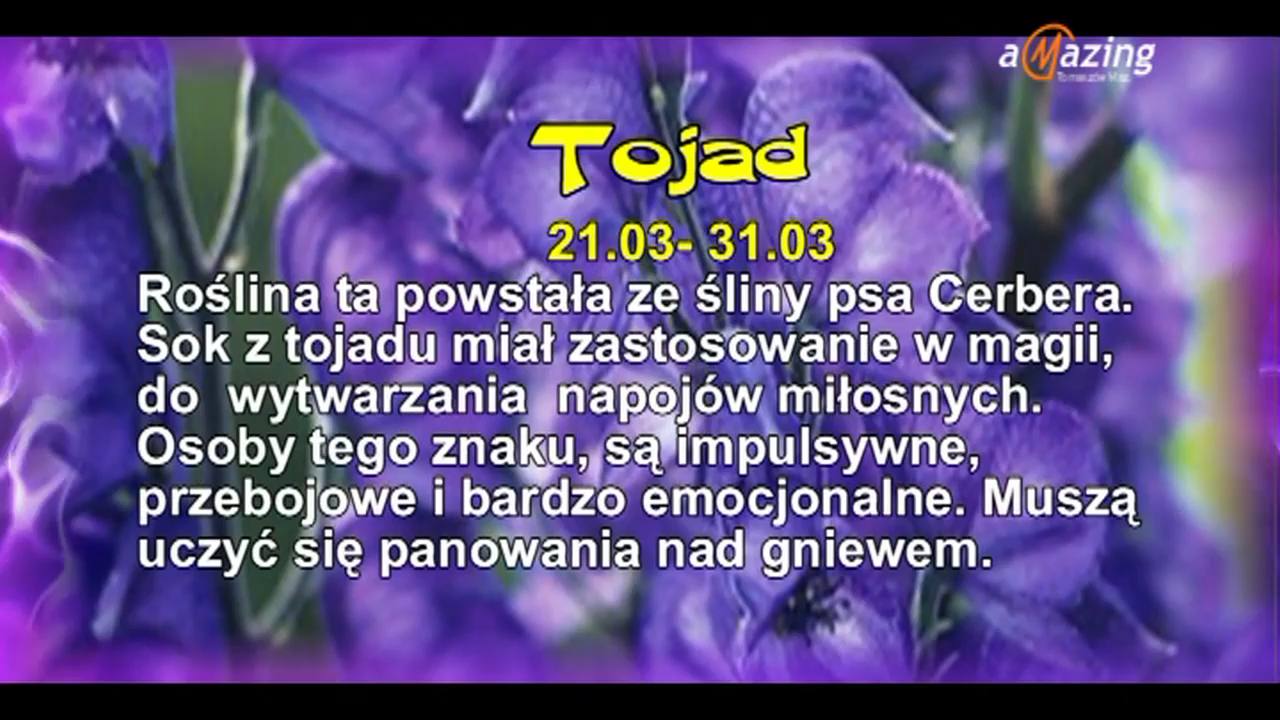 aMazing
Tojad
21.03- 31.03
Roślina ta powstała ze śliny psa Cerbera.
Sok z tojadu miał zastosowanie w magii,
do wytwarzania napojów miłosnych.
Osoby tego znaku, są impulsywne,
przebojowe i bardzo emocjonalne. Muszą
uczyć się panowania nad gniewem.